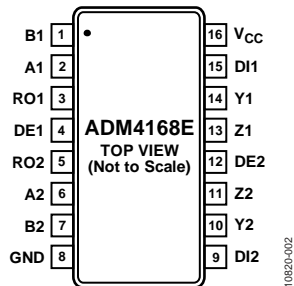 B1 1 16 VCC
A1 2 15 DI1
RO1 3 14 Y1
DE1 4 ADM4168E 13 Z1
TOP VIEW
RO2 5 (Not to Scale) 12 DE2
A2 6 11 Z2
B2 7 10 Y2
GND 8 9 DI2
10820-002